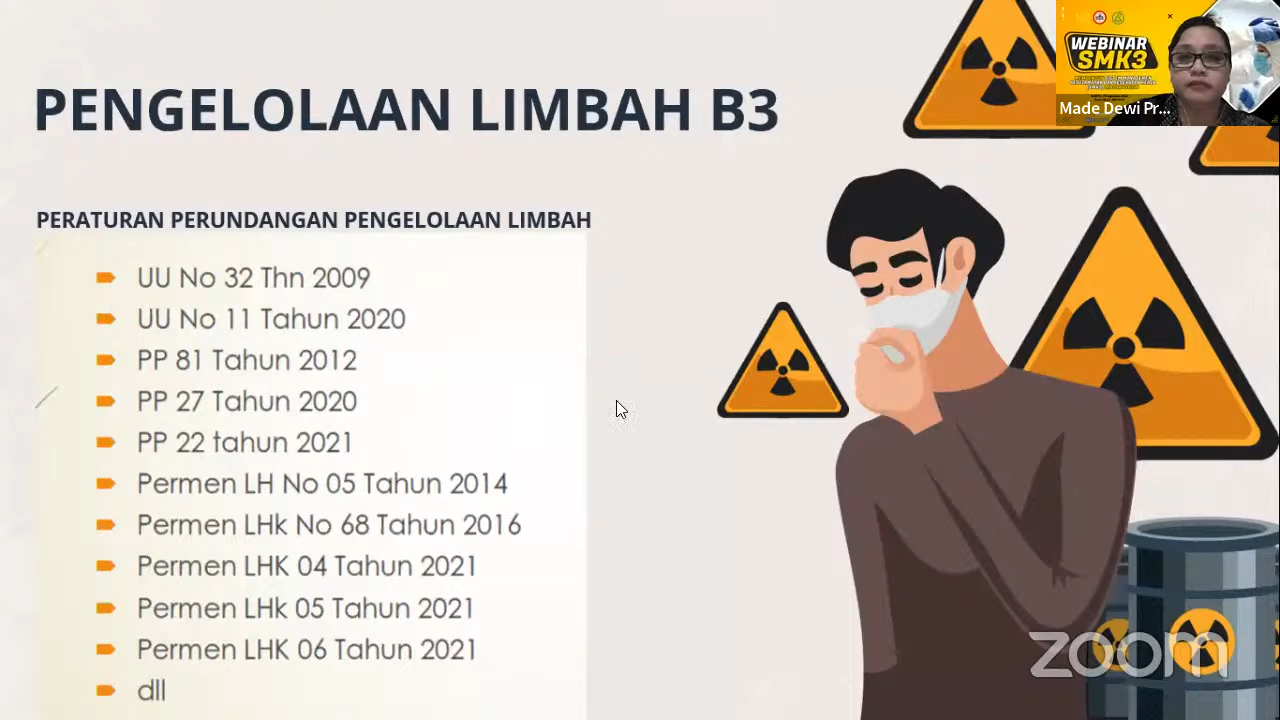 PENGELOLAAN LIMBAH B3
WEBINAR
SMK3
Made Dewi Pr...
PERATURAN PERUNDANGAN PENGELOLAAN LIMBAH
UU No 32 Thn 2009
UU No 11 Tahun 2020
PP 81 Tahun 2012
PP 27 Tahun 2020
PP 22 tahun 2021
Permen LH No 05 Tahun 2014
Permen LHk No 68 Tahun 2016
Permen LHK 04 Tahun 2021
Permen LHk 05 Tahun 2021
Permen LHK 06 Tahun 2021
dll
zoom